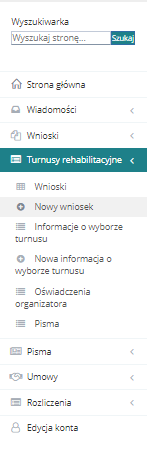 Wyszukiwarka
Wyszukaj stronę...
Szukaj
Strona główna
Wiadomości
Wnioski
Turnusy rehabilitacyjne
Wnioski
Nowy wniosek
Informacje o wyborze
turnusu
Nowa informacja o
wyborze turnusu
Oświadczenia
organizatora
Pisma
Pisma
Umowy
Rozliczenia
Edycja konta